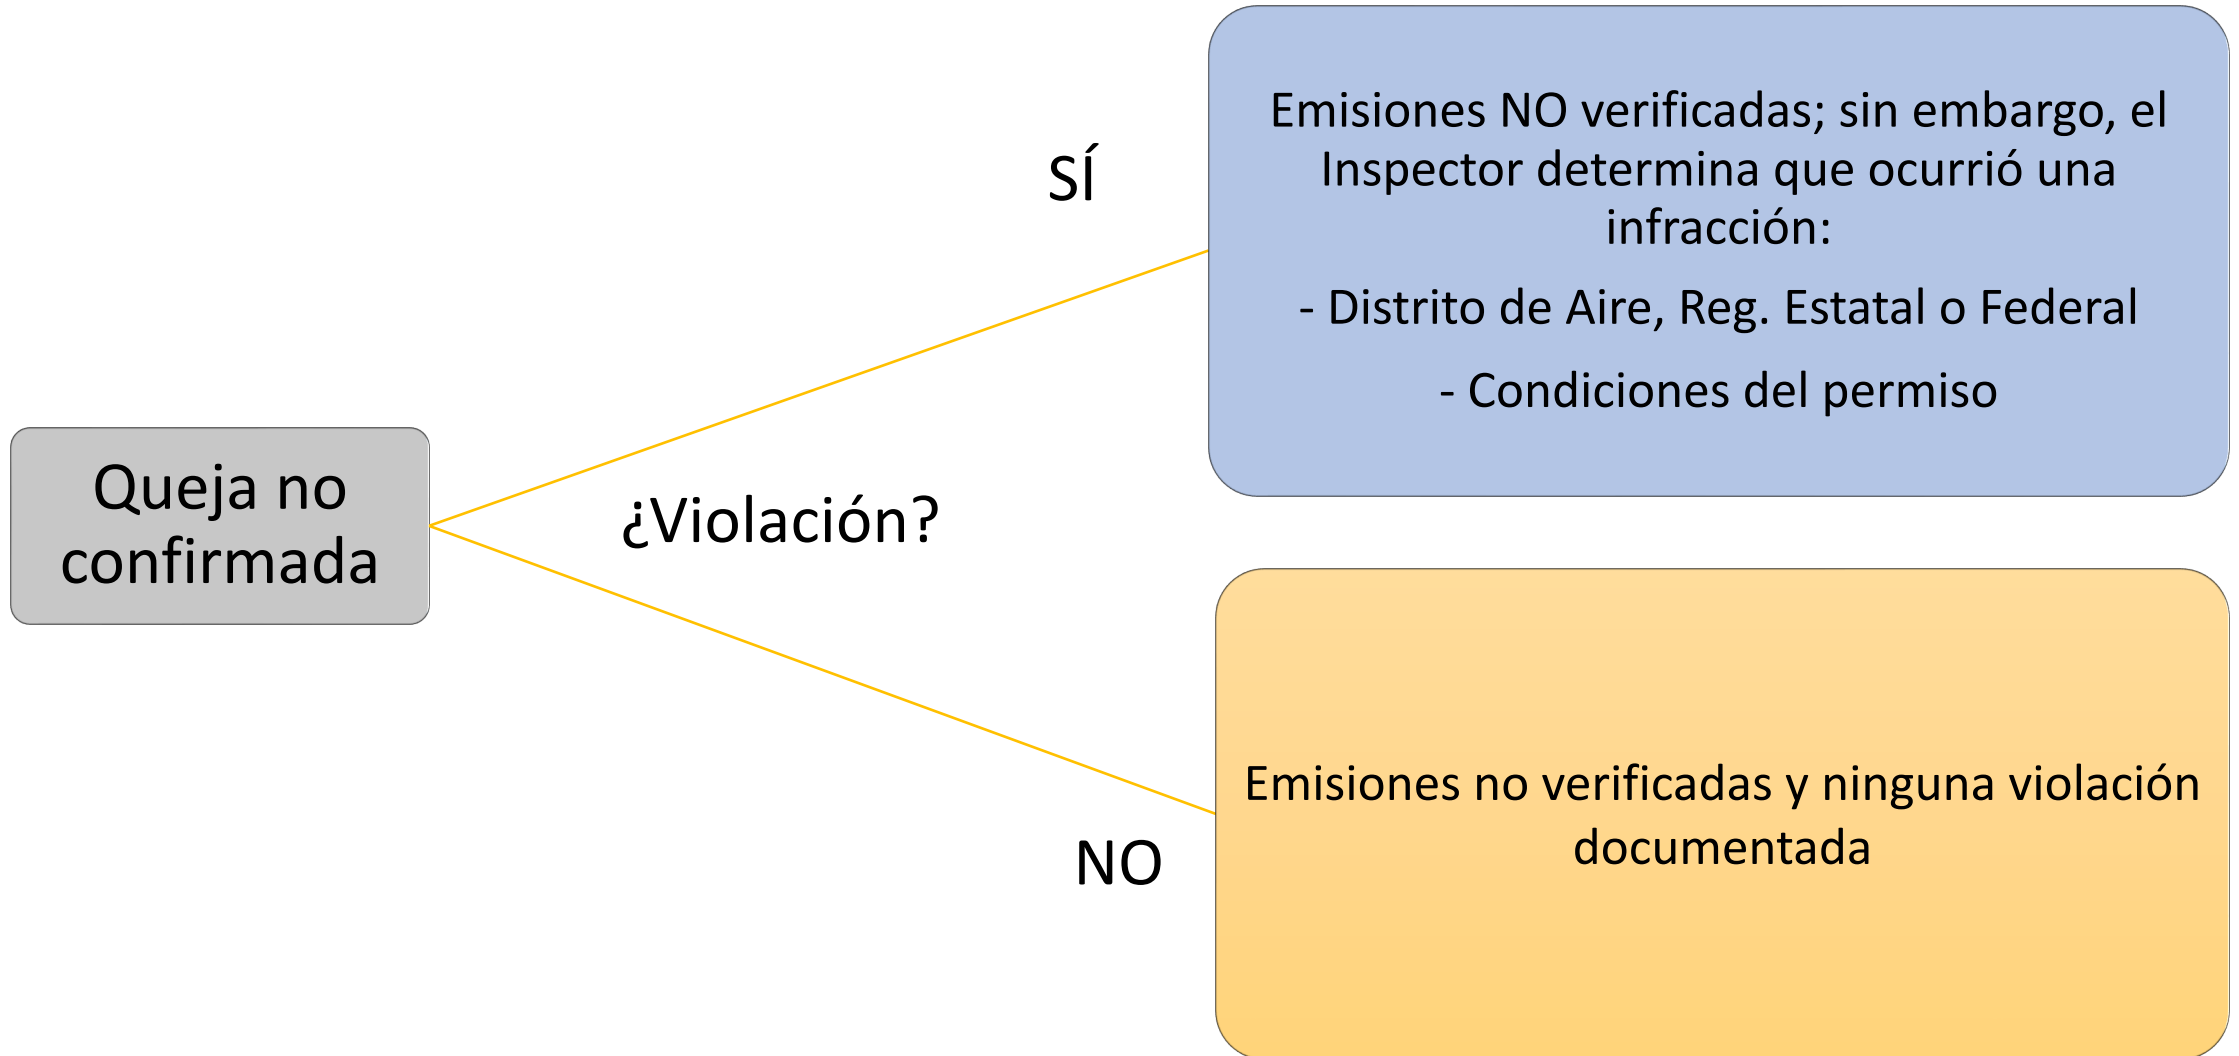 Queja no
confirmada
¿Violación?
SÍ
Emisiones NO verificadas; sin embargo, el
Inspector determina que ocurrió una
infracción:
- Distrito de Aire, Reg. Estatal o Federal
- Condiciones del permiso
NO
Emisiones no verificadas y ninguna violación
documentada